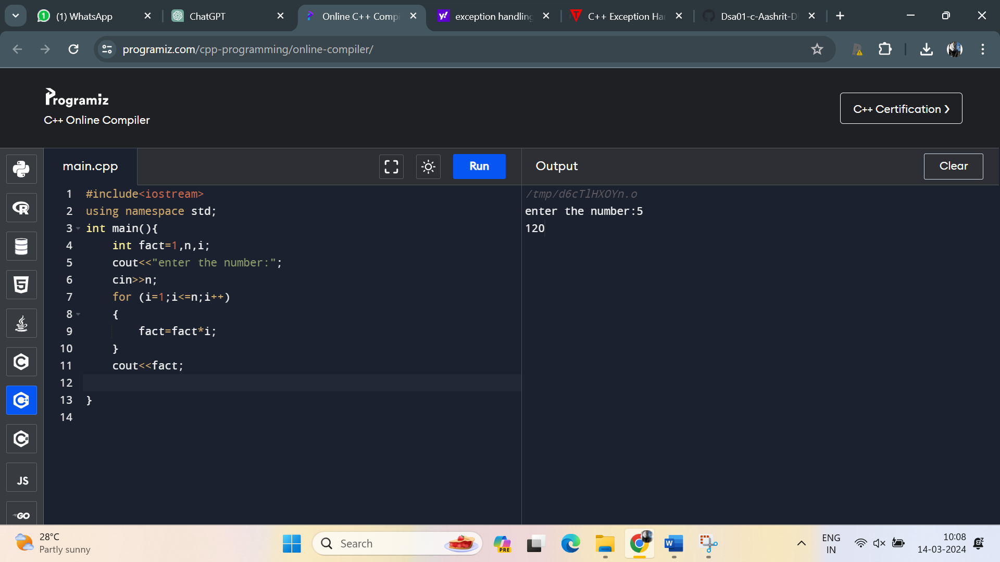 (1) WhatsApp
ChatGPT
Online C++ Compi
exception handling
C++ Exception Ha
Dsa01-c-Aashrit-D
programiz.com/cpp-programming/online-compiler/
Programiz
C++ Online Compiler
C++ Certification
main.cpp
Run
Output
Clear
1 #include<iostream>
2 using namespace std;
3 int main(){
4 int fact=1,n,i;
5 cout<<"enter the number:";
6 cin>>n;
7 for (i=1;i<=n;i++)
8 {
9 fact=fact*i;
10 }
11 cout<<fact;
12
13 }
14
/tmp/d6cTlHXOYn.o
enter the number:5
120
JS
GO
28°C
Partly sunny
Search
PRE
W
ENG
IN
10:08
14-03-2024